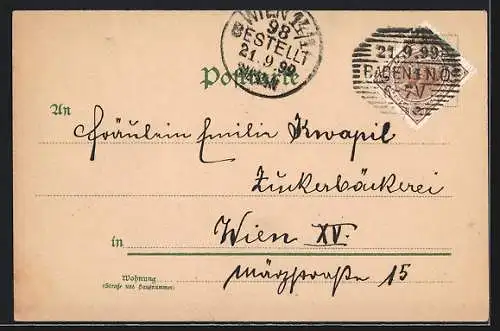 WIEN
98
BESTELLT
21.9.99
21.9.99
BADEN I.N.Ö
7V
Postkarte
An
Fräulein Emilie Kwapil
Zuckerbäckerei
in Wien XV.
Märzstraße 15
Wohnung
(Straße und Hausnummer)